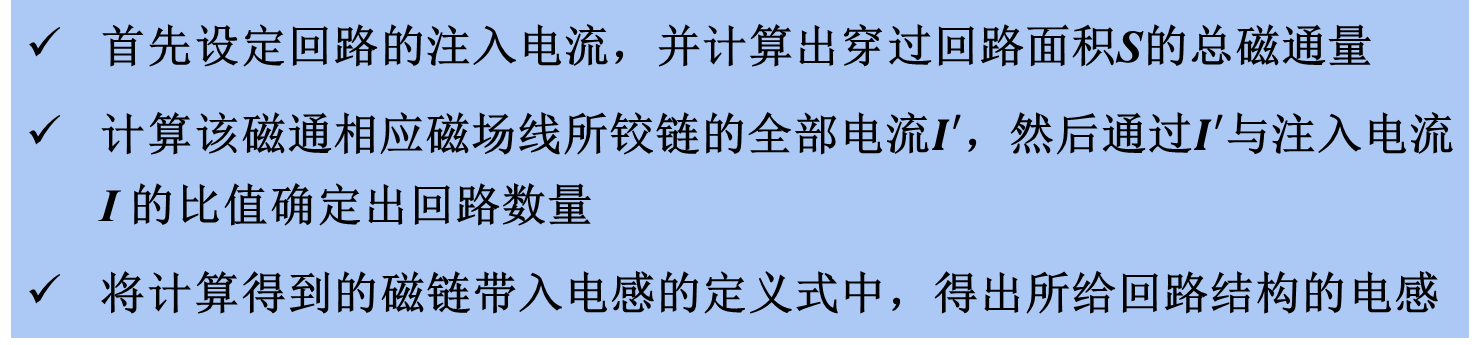 ✓ 首先设定回路的注入电流，并计算出穿过回路面积S的总磁通量
✓ 计算该磁通相应磁场线所铰链的全部电流I′，然后通过I′与注入电流
I 的比值确定出回路数量
✓ 将计算得到的磁链带入电感的定义式中，得出所给回路结构的电感